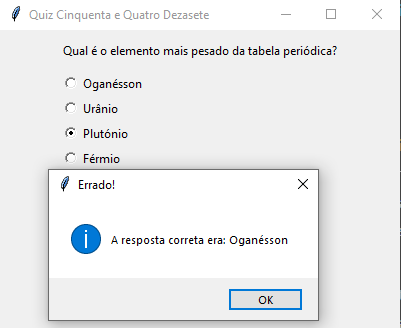 Quiz Cinquenta e Quatro Dezasete
Qual é o elemento mais pesado da tabela periódica?
Oganésson
Urânio
Plutónio
Férmio
Errado!
A resposta correta era: Oganésson
OK